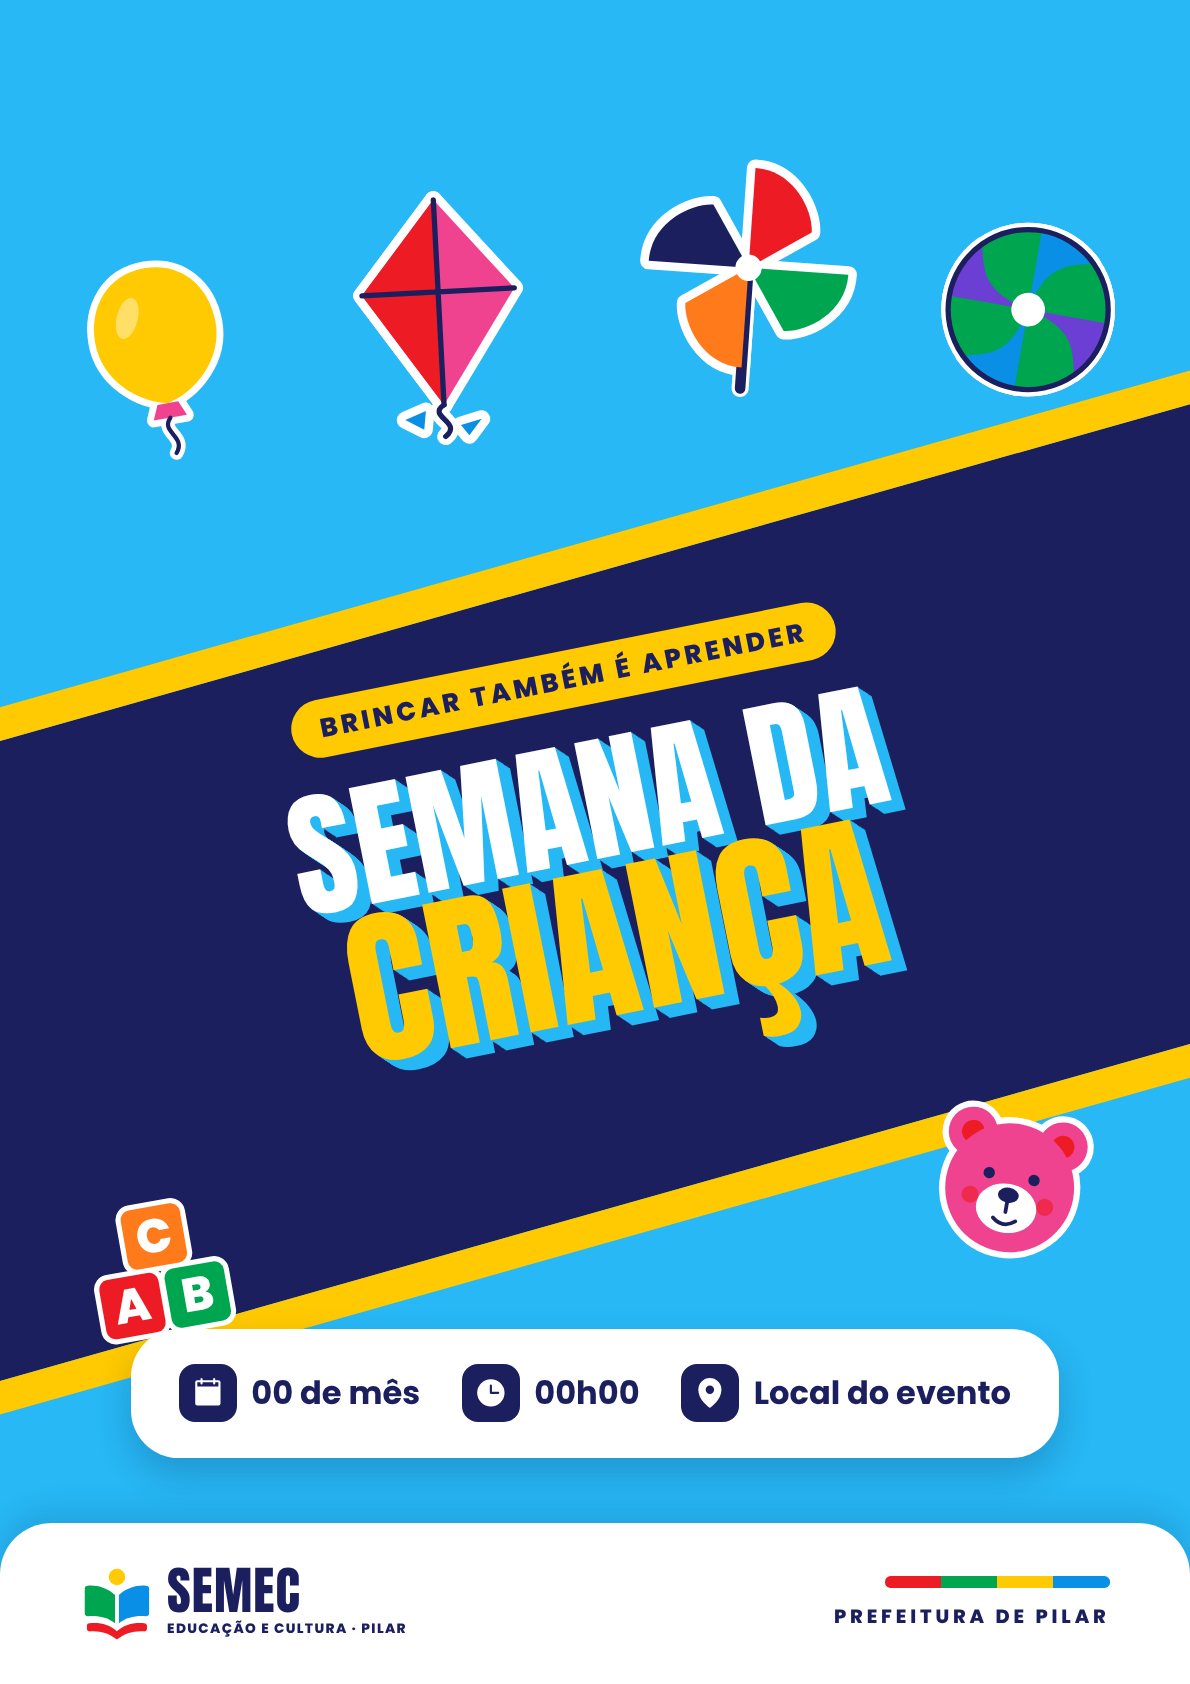 BRINCAR TAMBÉM É APRENDER
SEMANA DA
CRIANÇA
C
A B
00 de mês 00h00 Local do evento
SEMEC
EDUCAÇÃO E CULTURA · PILAR
PREFEITURA DE PILAR